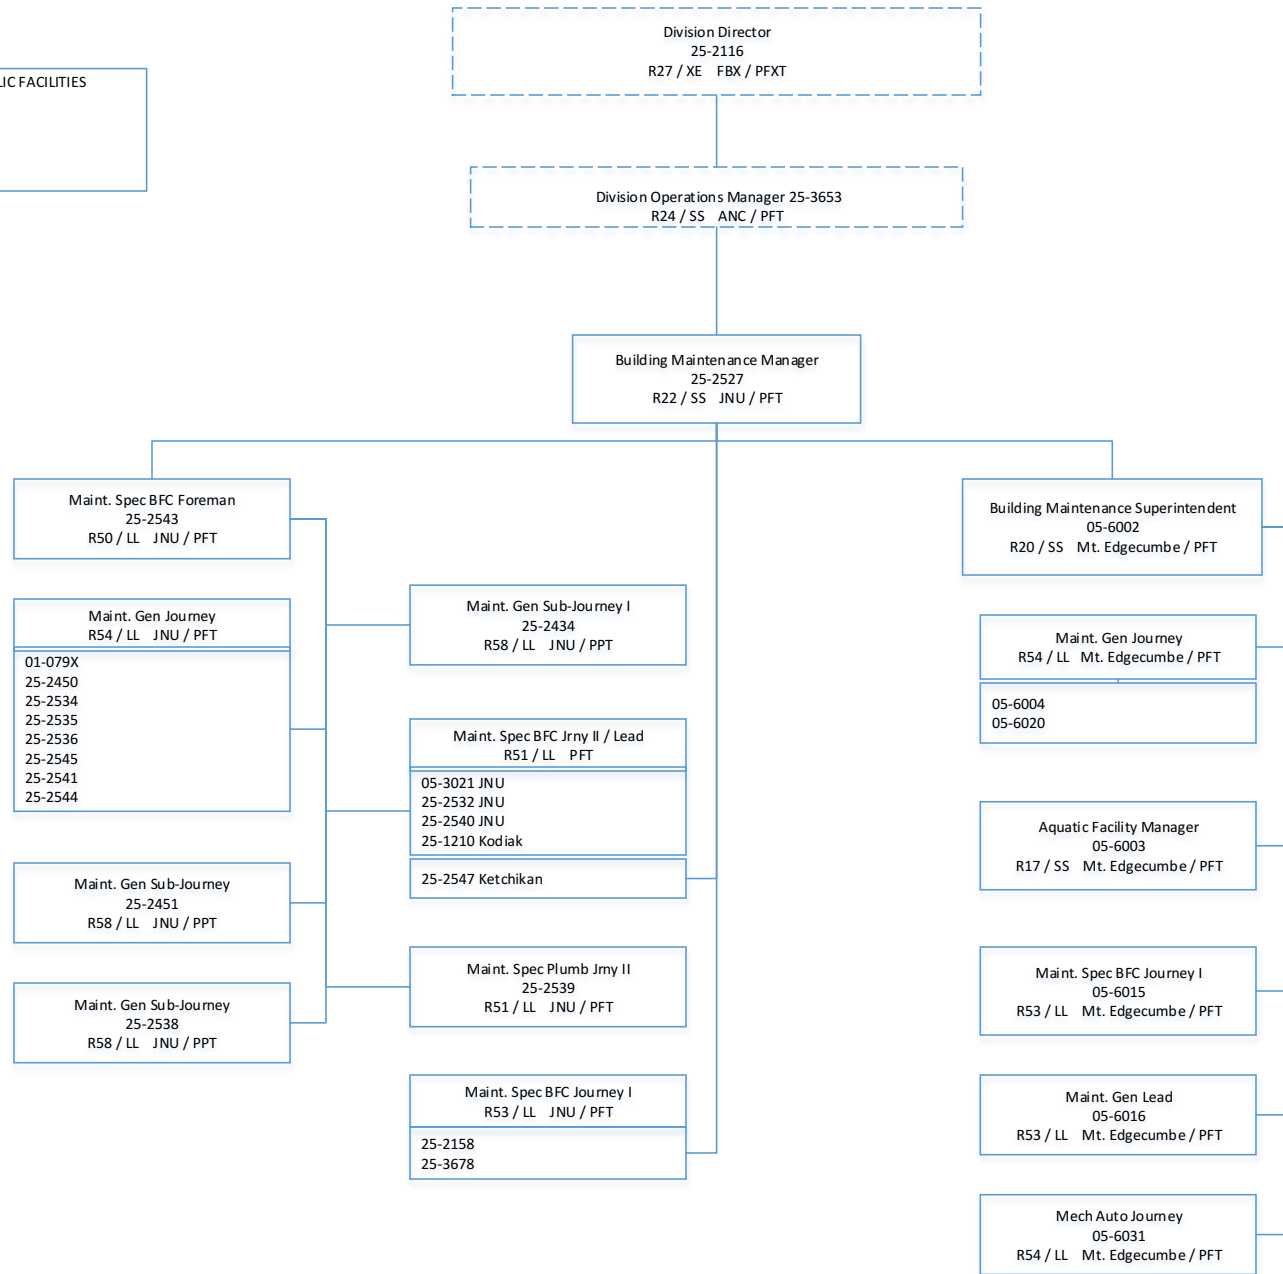 Division Director
25-2116
R27 / XE FBX / PFXT
LIC FACILITIES
Division Operations Manager 25-3653
R24 / SS ANC / PFT
Building Maintenance Manager
25-2527
R22 / SS JNU / PFT
Maint. Spec BFC Foreman
25-2543
R50 / LL JNU / PFT
Maint. Gen Journey
R54 / LL JNU / PFT
01-079X
25-2450
25-2534
25-2535
25-2536
25-2545
25-2541
25-2544
Maint. Gen Sub-Journey
25-2451
R58 / LL JNU / PPT
Maint. Gen Sub-Journey
25-2538
R58 / LL JNU / PPT
Maint. Gen Sub-Journey I
25-2434
R58 / LL JNU / PPT
Maint. Spec BFC Jrny II / Lead
R51 / LL PFT
05-3021 JNU
25-2532 JNU
25-2540 JNU
25-1210 Kodiak
25-2547 Ketchikan
Maint. Spec Plumb Jrny II
25-2539
R51 / LL JNU / PFT
Maint. Spec BFC Journey I
R53 / LL JNU / PFT
25-2158
25-3678
Building Maintenance Superintendent
05-6002
R20 / SS Mt. Edgecumbe / PFT
Maint. Gen Journey
R54 / LL Mt. Edgecumbe / PFT
05-6004
05-6020
Aquatic Facility Manager
05-6003
R17 / SS Mt. Edgecumbe / PFT
Maint. Spec BFC Journey I
05-6015
R53 / LL Mt. Edgecumbe / PFT
Maint. Gen Lead
05-6016
R53 / LL Mt. Edgecumbe / PFT
Mech Auto Journey
05-6031
R54 / LL Mt. Edgecumbe / PFT